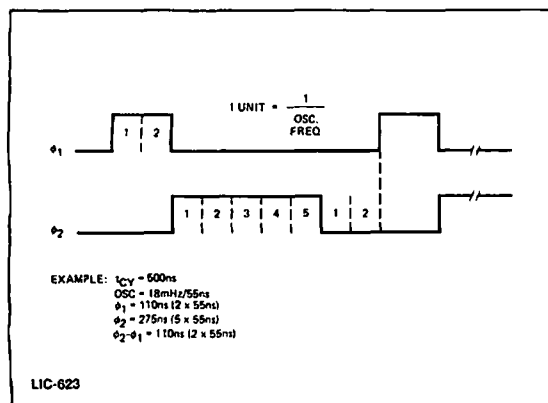 1 UNIT = 1
OSC.
FREQ
1 2
ϕ1
1 2 3 4 5 1 2
ϕ2
EXAMPLE: tCY = 500ns
OSC = 18mHz/55ns
ϕ1 = 110ns (2 x 55ns)
ϕ2 = 275ns (5 x 55ns)
ϕ2-ϕ1 = 110ns (2 x 55ns)
LIC-623